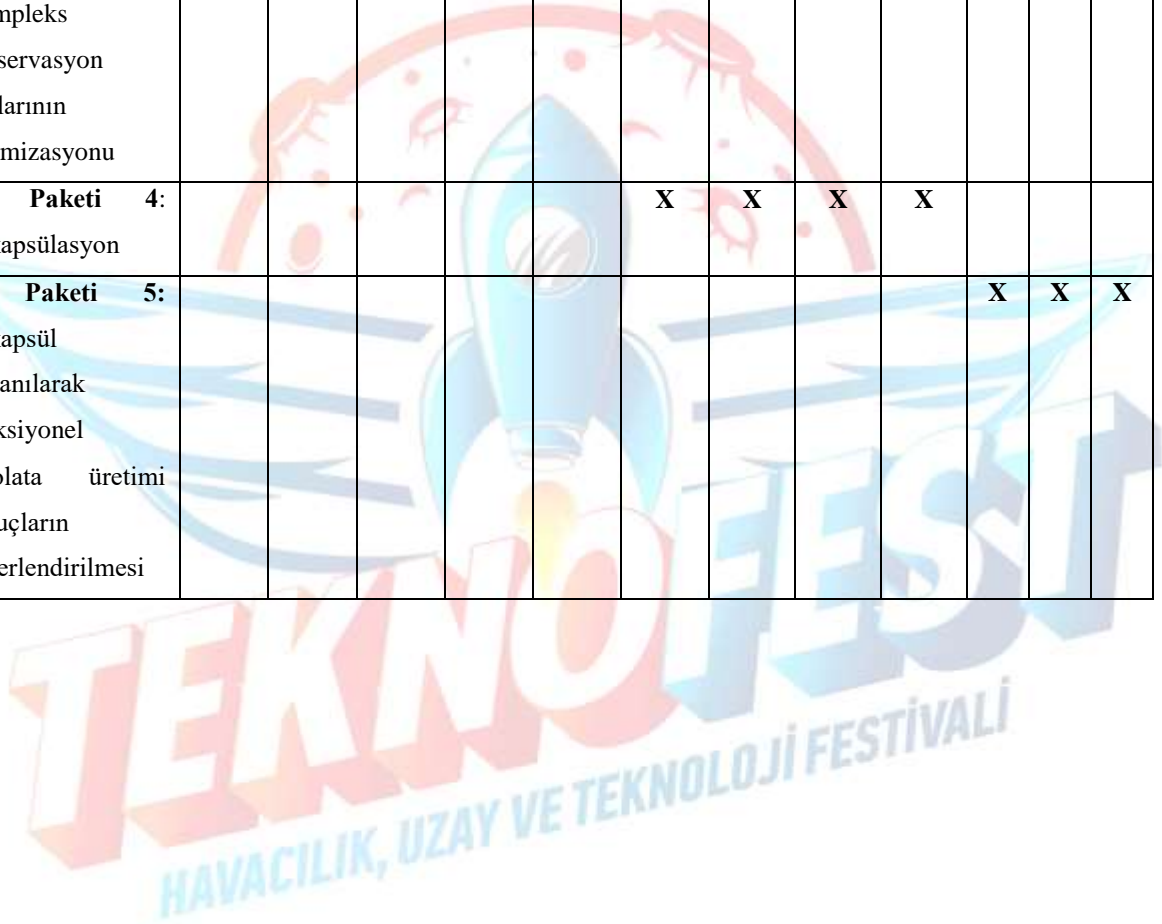 mpleks
servasyon
larının
mizasyonu
Paketi 4: X X X X
apsülasyon
Paketi 5: X X X
apsül
anılarak
ksiyonel
olata üretimi
uçların
erlendirilmesi
TEKNOFEST
HAVACILIK, UZAY VE TEKNOLOJİ FESTİVALİ